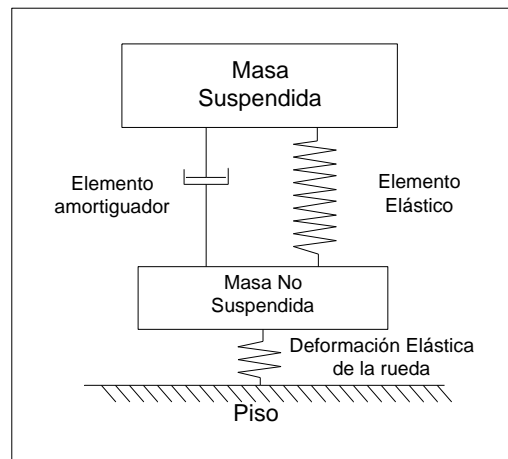 Masa
Suspendida
Elemento
amortiguador
Elemento
Elástico
Masa No
Suspendida
Deformación Elástica
de la rueda
Piso